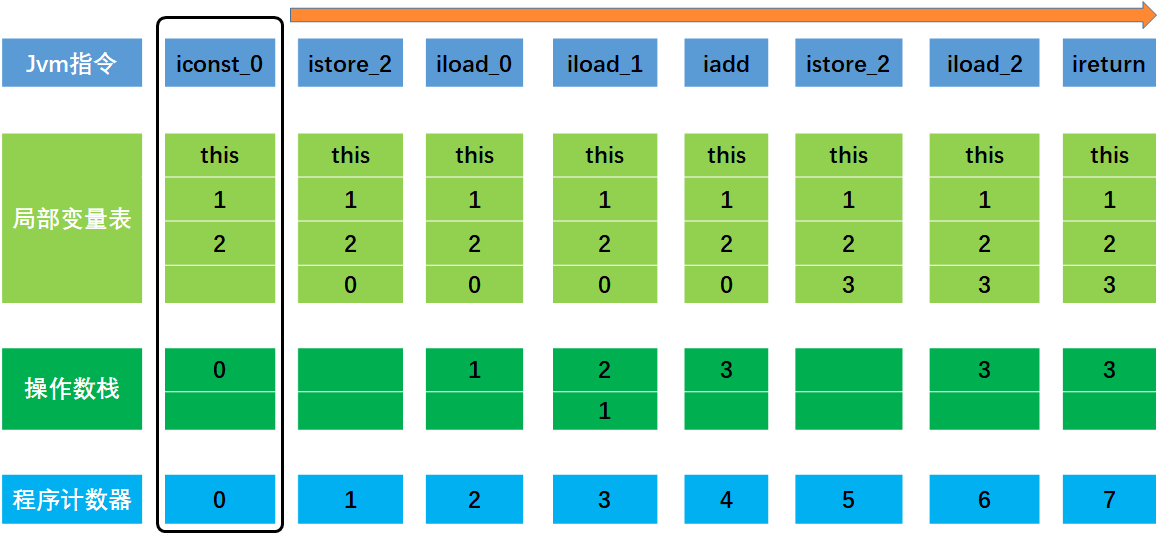 Jvm指令 iconst_0 istore_2 iload_0 iload_1 iadd istore_2 iload_2 ireturn
局部变量表
this this this this this this this this
1 1 1 1 1 1 1 1
2 2 2 2 2 2 2 2
0 0 0 0 3 3 3
操作数栈
0 1 2 3 3 3
1
程序计数器 0 1 2 3 4 5 6 7